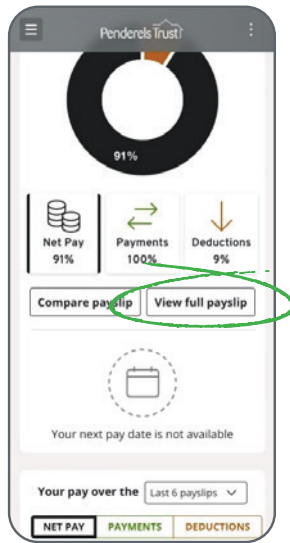 Penderels Trust
91%
Net Pay
91%
Payments
100%
Deductions
9%
Compare payslip
View full payslip
Your next pay date is not available
Your pay over the
Last 6 payslips
NET PAY
PAYMENTS
DEDUCTIONS